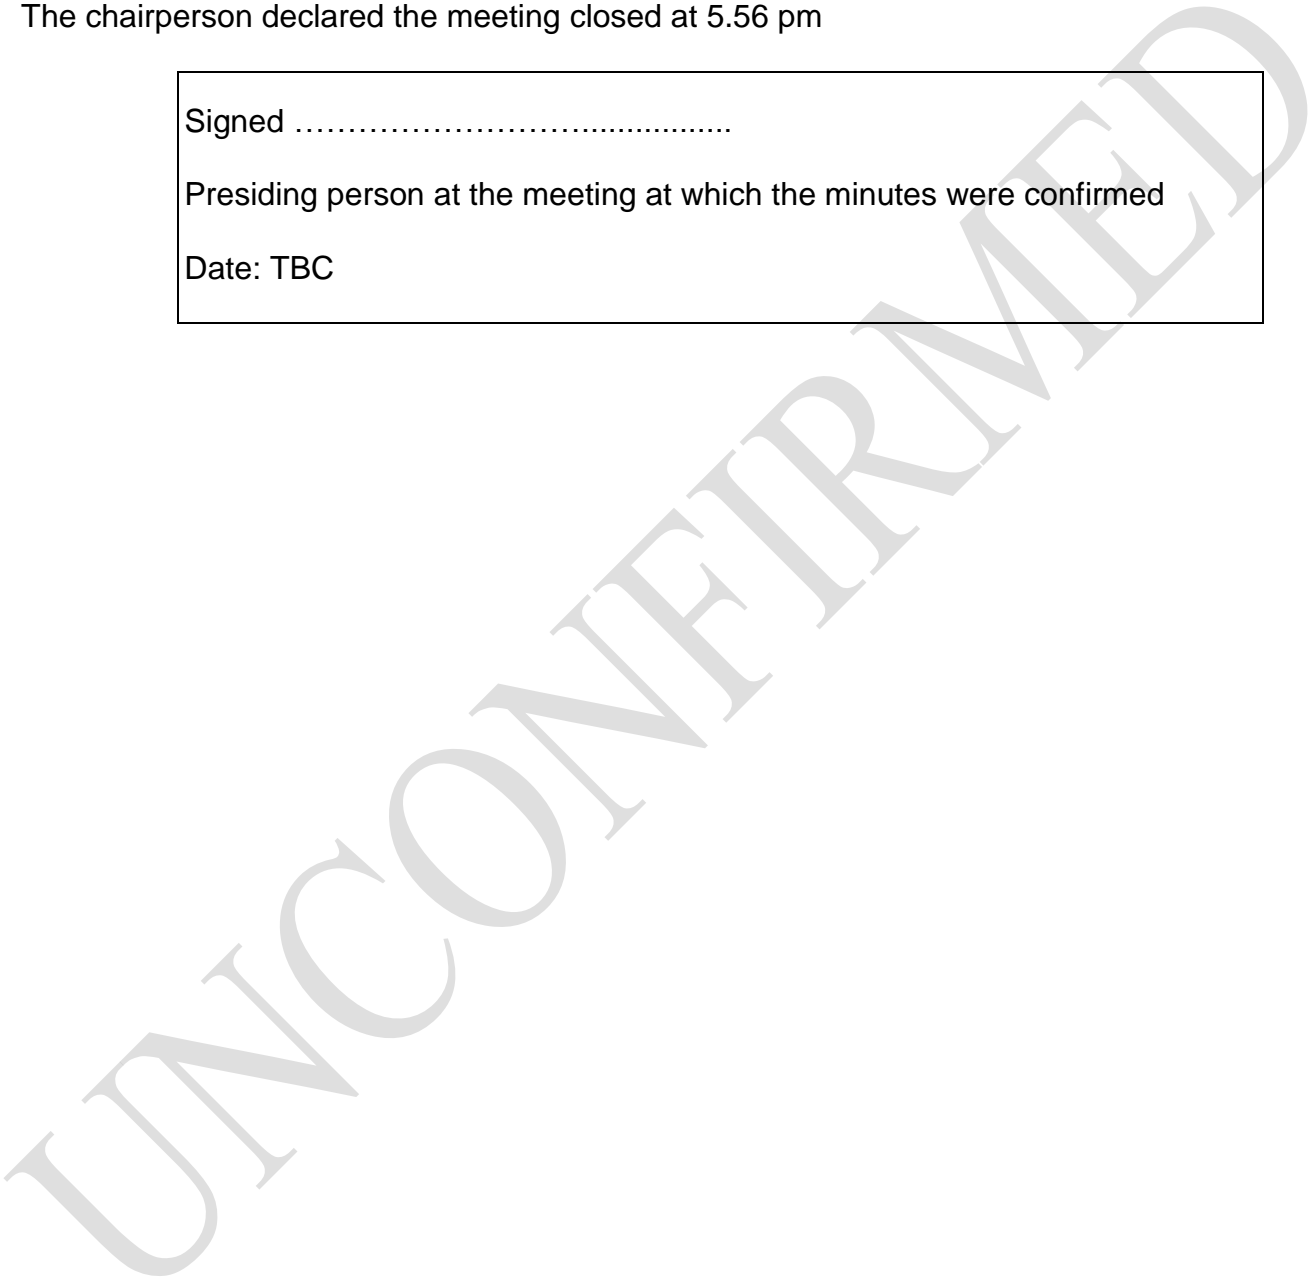 The chairperson declared the meeting closed at 5.56 pm
Signed ………………………..................
Presiding person at the meeting at which the minutes were confirmed
Date: TBC
UNCONFIRMED